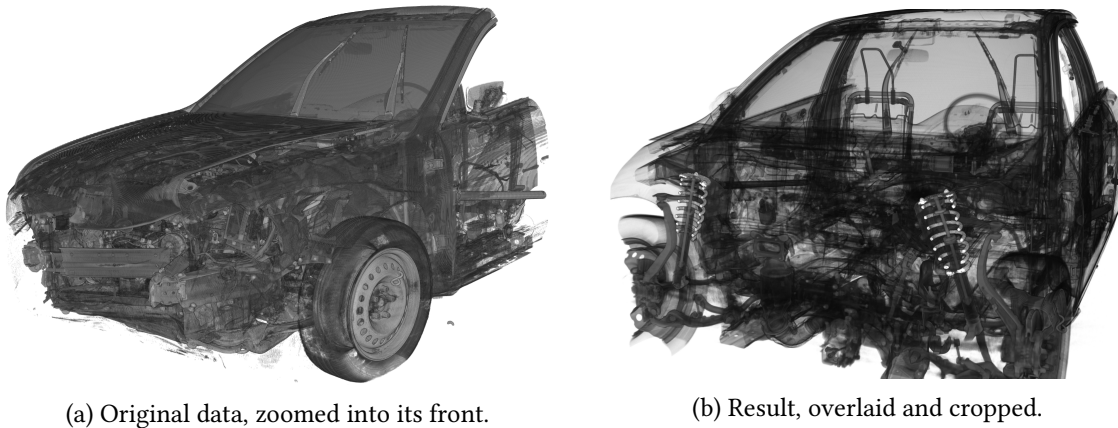 (a) Original data, zoomed into its front.
(b) Result, overlaid and cropped.